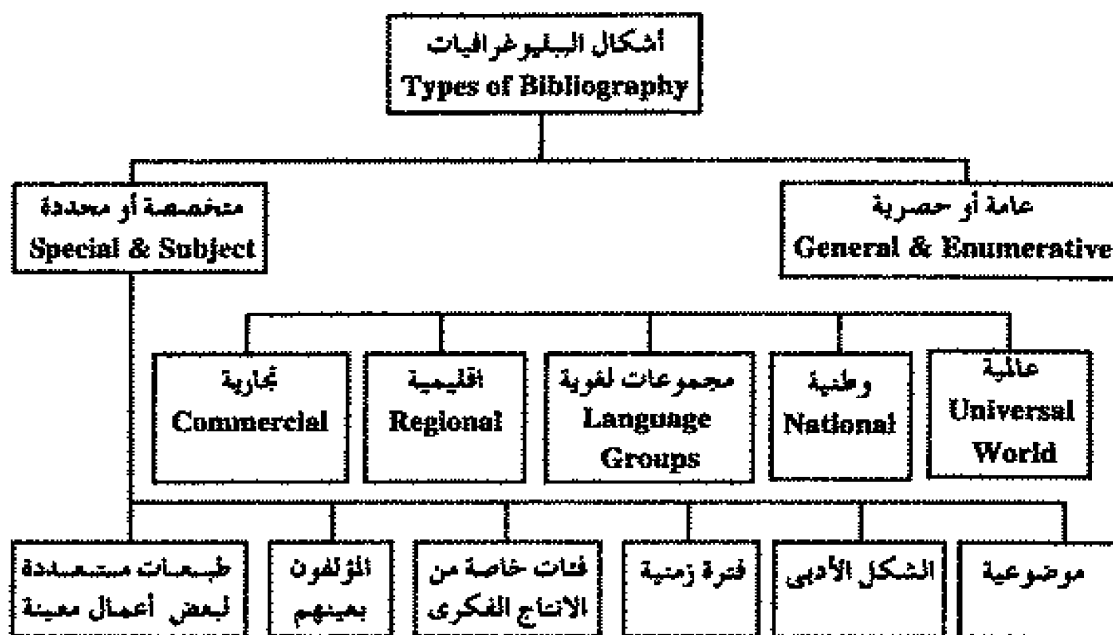 أشكال الببليوغرافيات
Types of Bibliography
عامة أو حصرية
General & Enumerative
متخصصة أو محددة
Special & Subject
عالمية
Universal
World
وطنية
National
مجموعات لغوية
Language
Groups
اقليمية
Regional
تجارية
Commercial
موضوعية
الشكل الأدبى
فترة زمنية
فئات خاصة من
الانتاج الفكرى
المؤلفون
بعينهم
طبعات متعددة
لبعض أعمال معينة